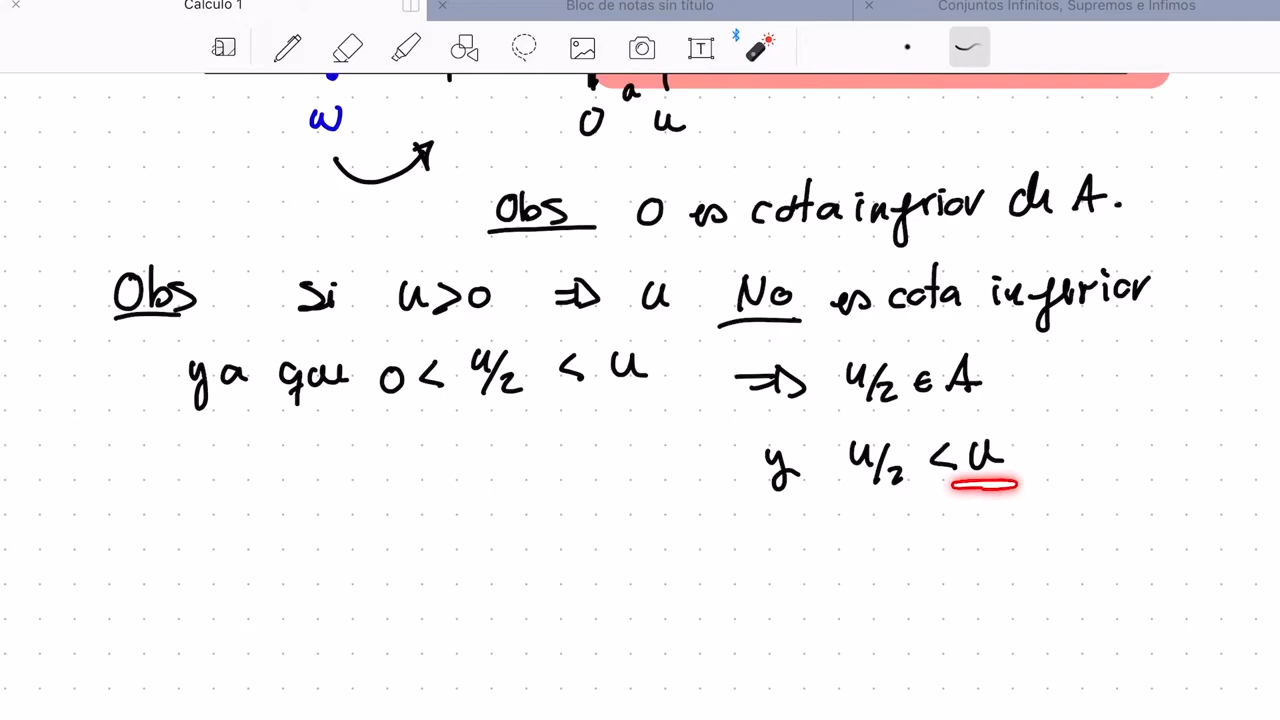 Calculo 1 Bloc de notas sin título Conjuntos Infinitos, Supremos e Infimos
T
a
w 0 u
Obs 0 es cota inferior de A.
Obs si u>0 ⇒ u No es cota inferior
ya que 0 < u/2 < u ⇒ u/2 ∈ A
y u/2 < u